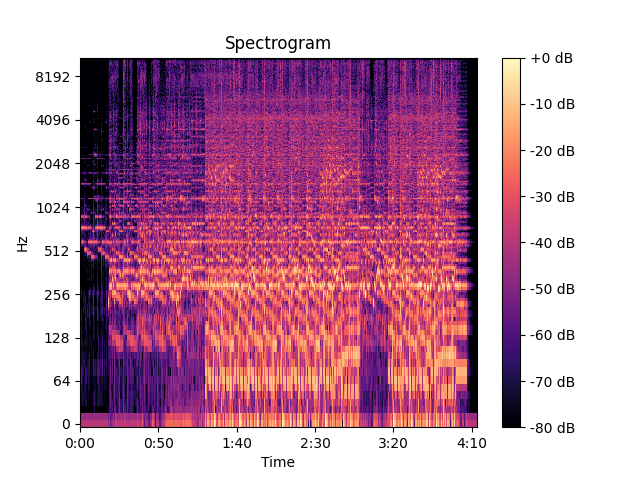 Spectrogram
8192
4096
2048
1024
512
256
128
64
0
Hz
0:00
0:50
1:40
2:30
3:20
4:10
Time
+0 dB
-10 dB
-20 dB
-30 dB
-40 dB
-50 dB
-60 dB
-70 dB
-80 dB